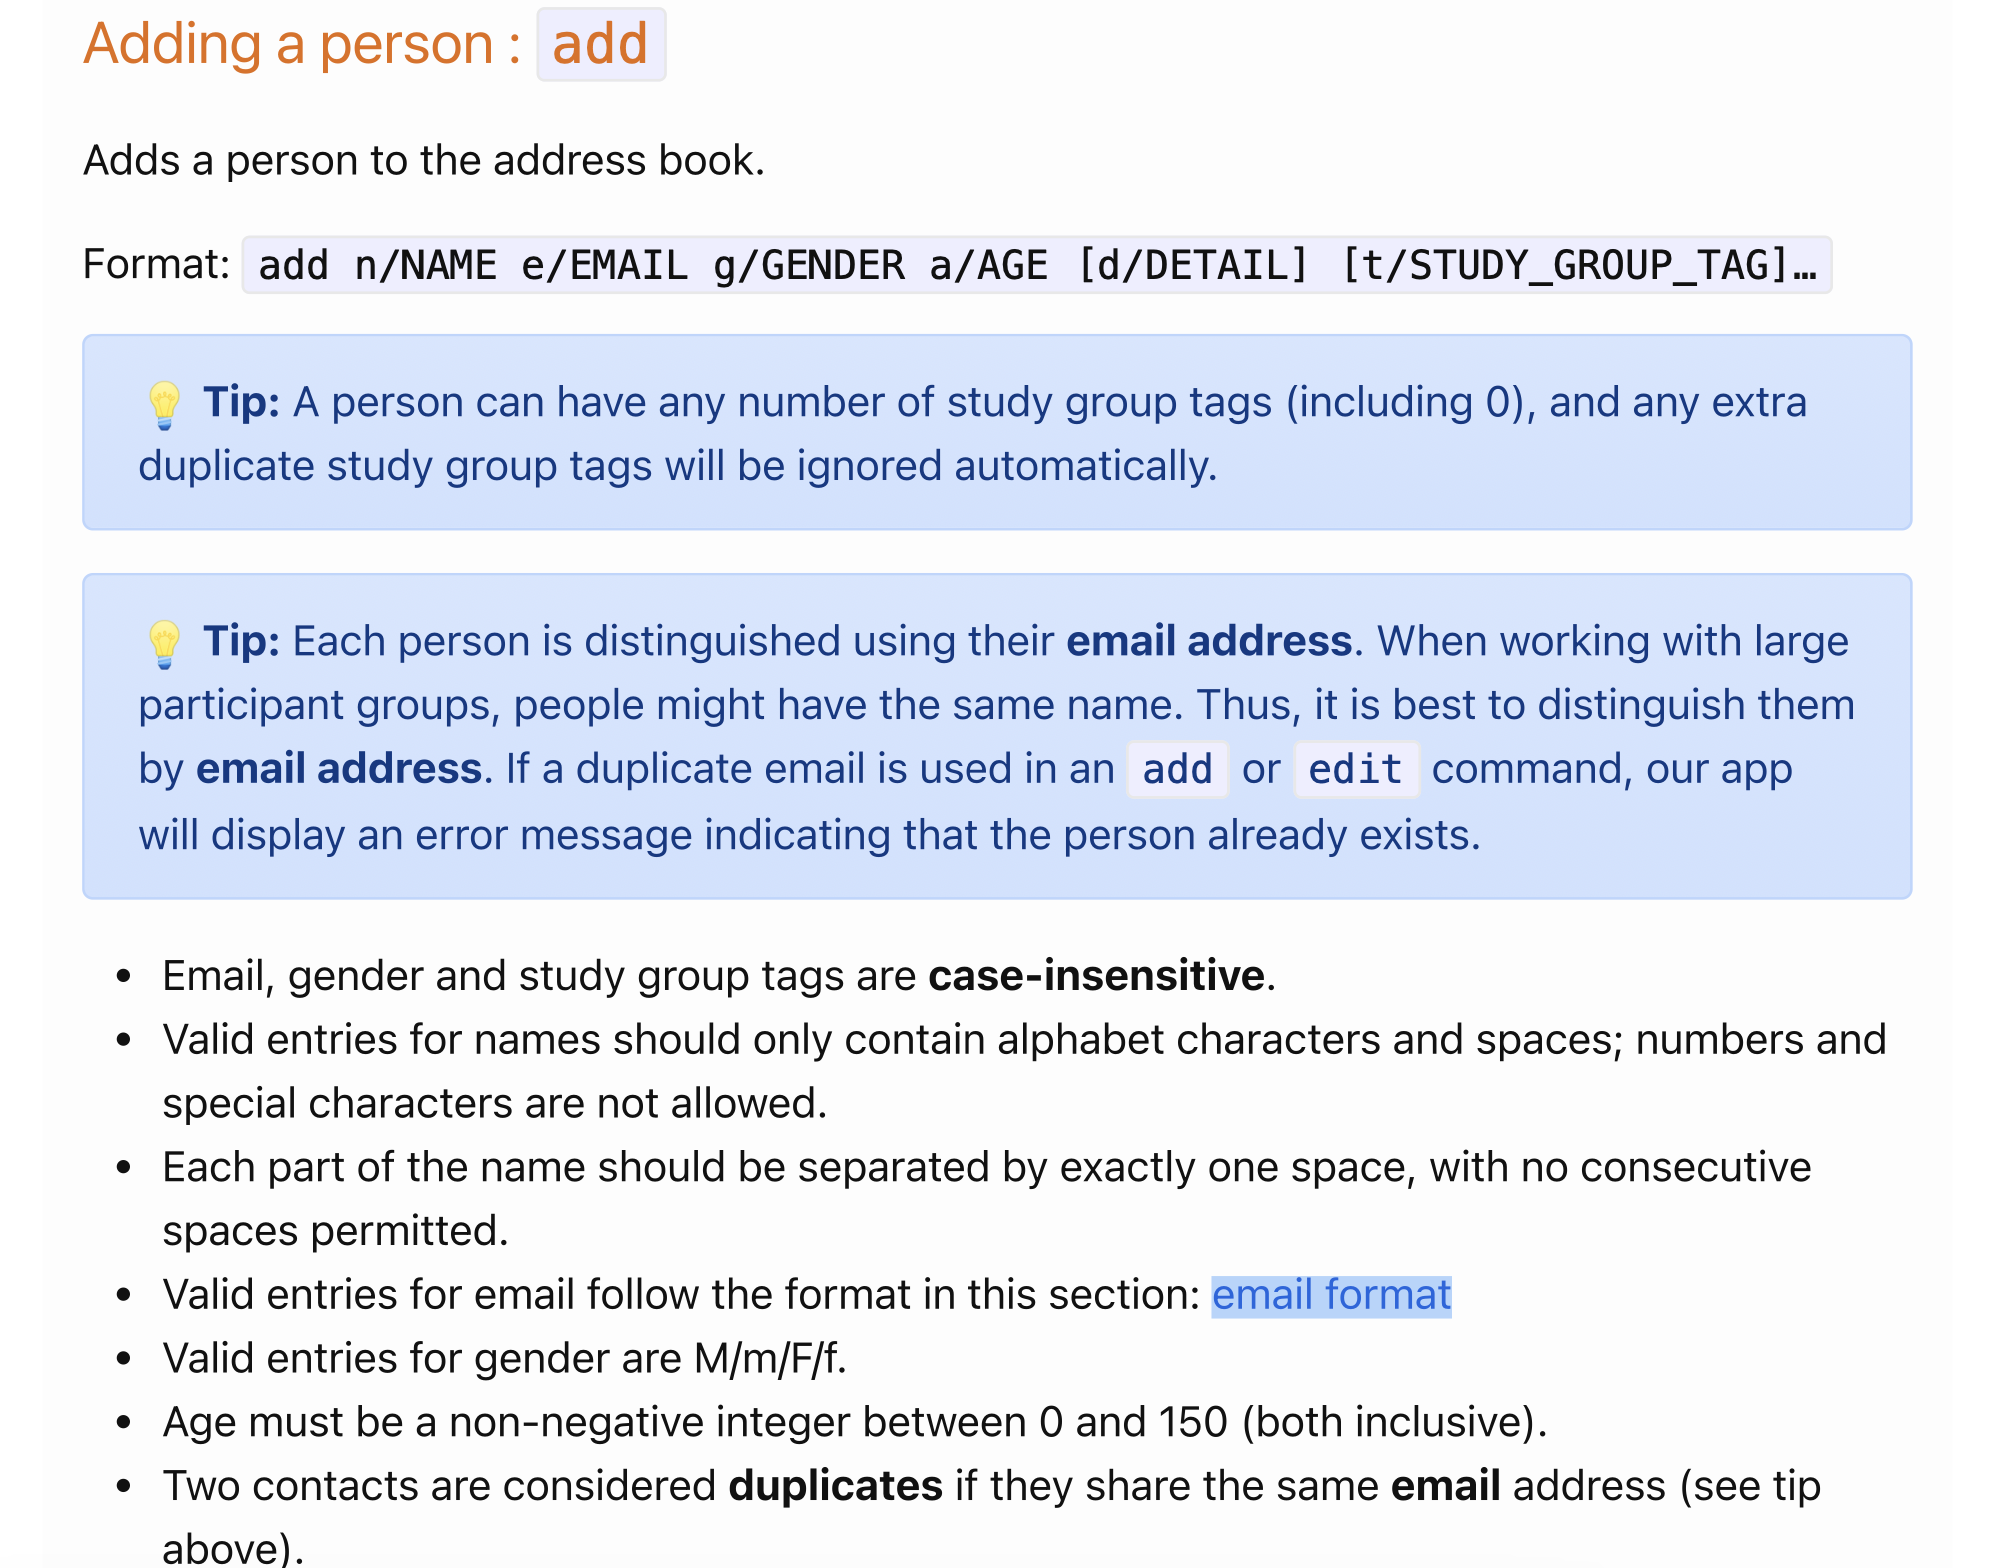 Adding a person : add
Adds a person to the address book.
Format: add n/NAME e/EMAIL g/GENDER a/AGE [d/DETAIL] [t/STUDY_GROUP_TAG]…
💡 Tip: A person can have any number of study group tags (including 0), and any extra
duplicate study group tags will be ignored automatically.
💡 Tip: Each person is distinguished using their email address. When working with large
participant groups, people might have the same name. Thus, it is best to distinguish them
by email address. If a duplicate email is used in an add or edit command, our app
will display an error message indicating that the person already exists.
• Email, gender and study group tags are case-insensitive.
• Valid entries for names should only contain alphabet characters and spaces; numbers and
special characters are not allowed.
• Each part of the name should be separated by exactly one space, with no consecutive
spaces permitted.
• Valid entries for email follow the format in this section: email format
• Valid entries for gender are M/m/F/f.
• Age must be a non-negative integer between 0 and 150 (both inclusive).
• Two contacts are considered duplicates if they share the same email address (see tip
above).